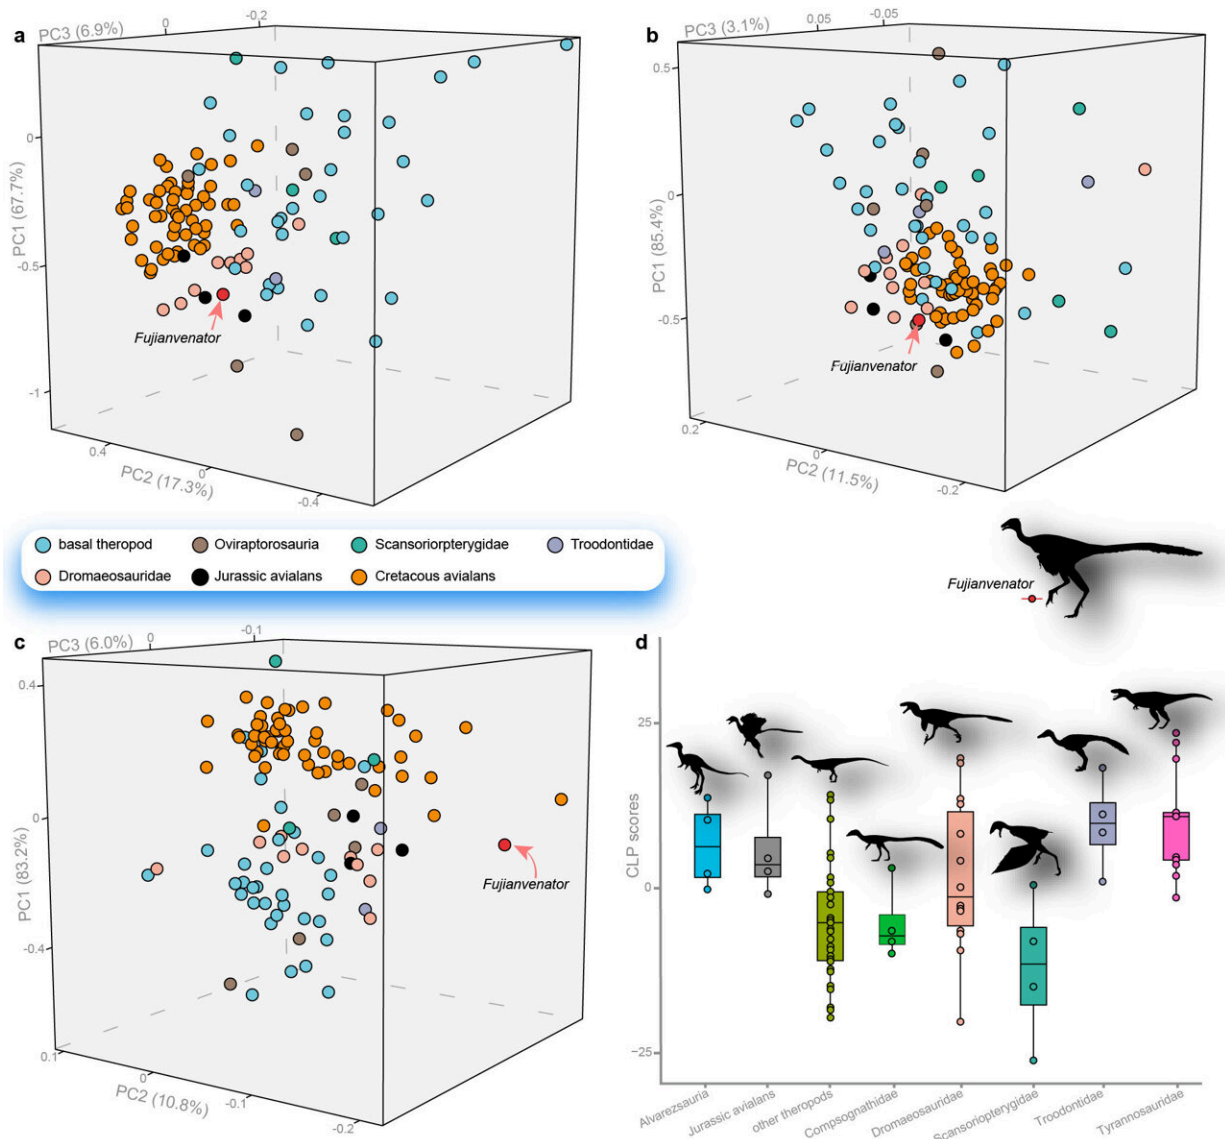 a
PC3 (6.9%)
0
-0.2
0
-0.5
-1
PC1 (67.7%)
Fujianvenator
0.4
0
-0.4
PC2 (17.3%)
b
PC3 (3.1%)
0.05
-0.05
0.5
0
-0.5
PC1 (85.4%)
Fujianvenator
0.2
0
-0.2
PC2 (11.5%)
basal theropod
Oviraptorosauria
Scansoriorpterygidae
Troodontidae
Dromaeosauridae
Jurassic avialans
Cretacous avialans
c
PC3 (6.0%)
0
-0.1
0.4
0
-0.4
PC1 (83.2%)
Fujianvenator
0.1
0
-0.1
-0.2
PC2 (10.8%)
d
Fujianvenator
25
0
−25
CLP scores
Alvarezsauria
Jurassic avialans
other theropods
Compsognathidae
Dromaeosauridae
Scansoriopterygidae
Troodontidae
Tyrannosauridae